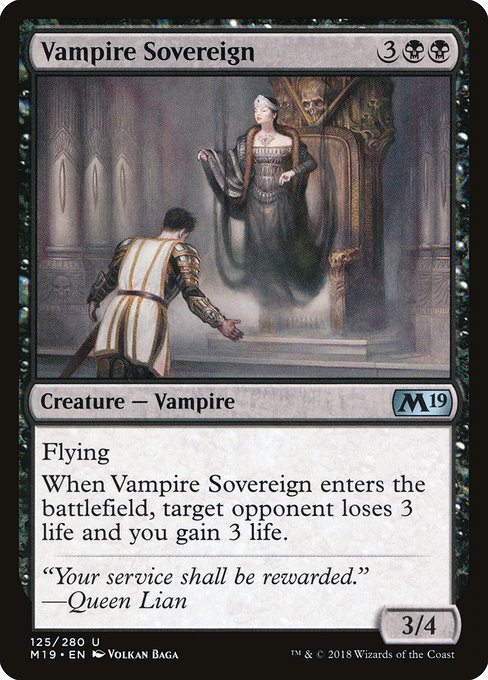 Vampire Sovereign 3
Creature — Vampire M19
Flying
When Vampire Sovereign enters the
battlefield, target opponent loses 3
life and you gain 3 life.
“Your service shall be rewarded.”
—Queen Lian
3/4
125/280 U
M19 • EN Volkan Baga ™ & © 2018 Wizards of the Coast